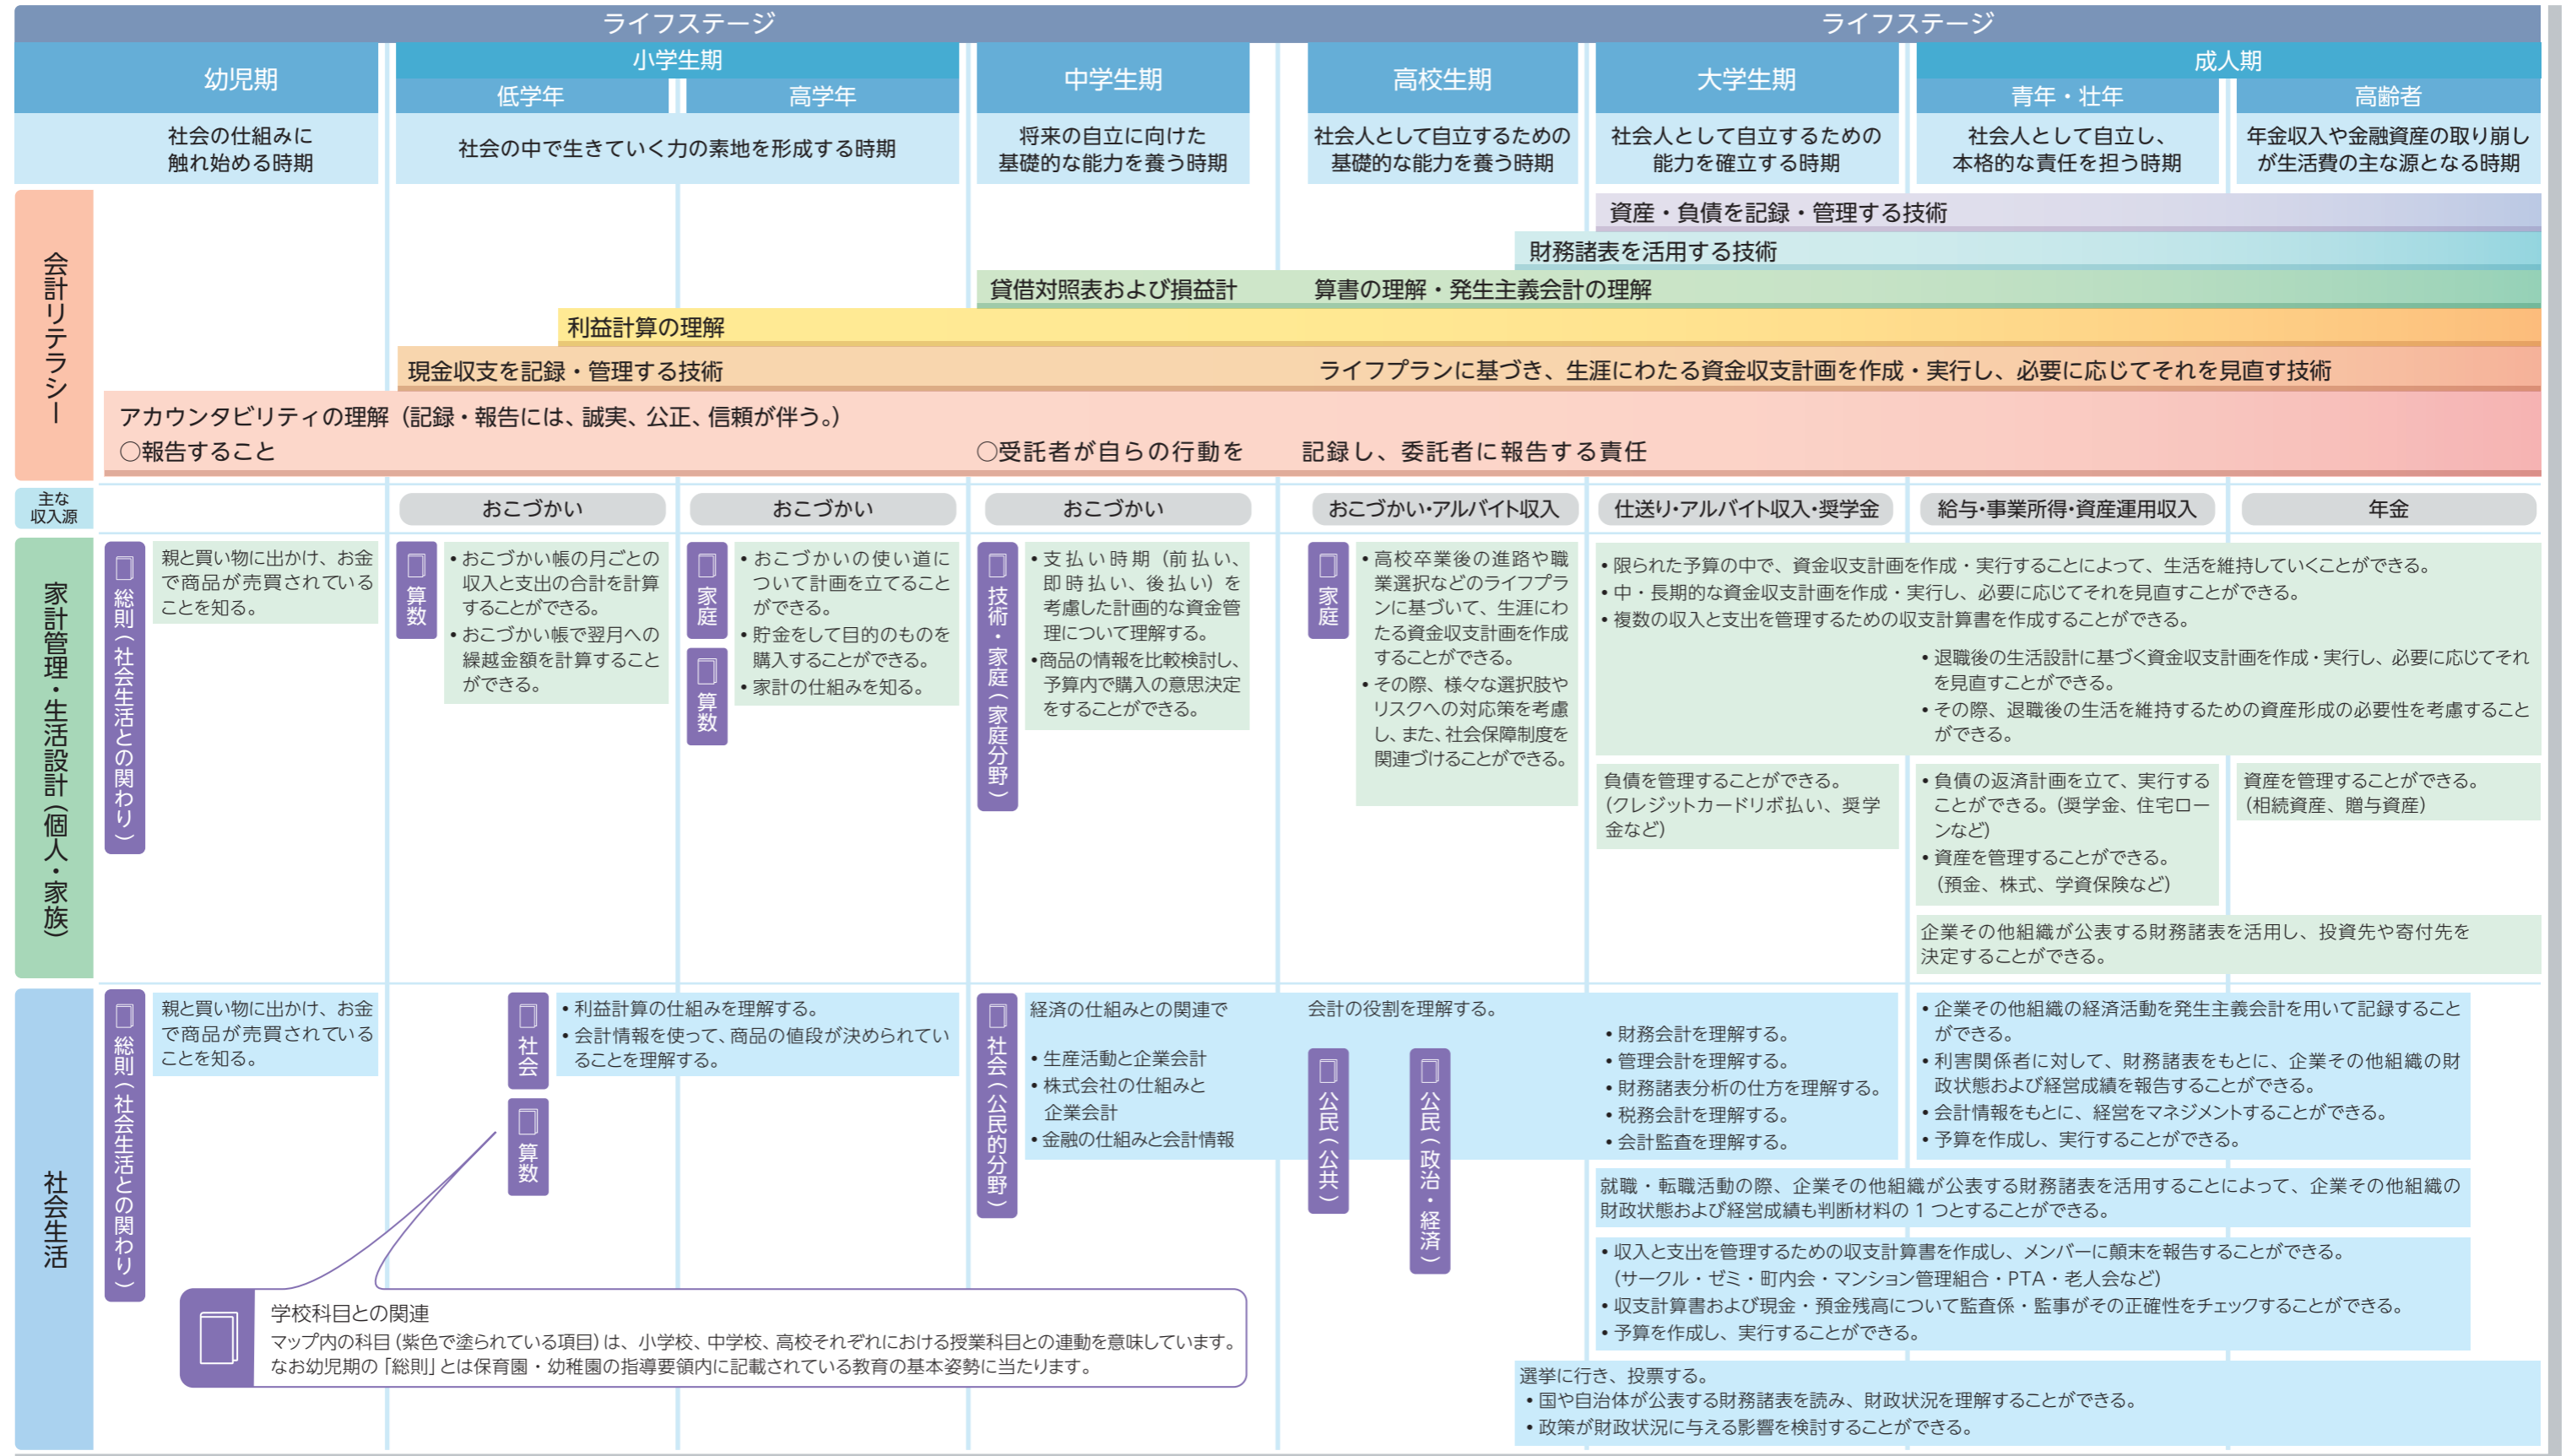 ライフステージ
ライフステージ
幼児期
小学生期
低学年
高学年
中学生期
高校生期
大学生期
成人期
青年・壮年
高齢者
社会の仕組みに
触れ始める時期
社会の中で生きていく力の素地を形成する時期
将来の自立に向けた
基礎的な能力を養う時期
社会人として自立するための
基礎的な能力を養う時期
社会人として自立するための
能力を確立する時期
社会人として自立し、
本格的な責任を担う時期
年金収入や金融資産の取り崩し
が生活費の主な源となる時期
会計リテラシー
資産・負債を記録・管理する技術
財務諸表を活用する技術
貸借対照表および損益計　算書の理解・発生主義会計の理解
利益計算の理解
現金収支を記録・管理する技術
ライフプランに基づき、生涯にわたる資金収支計画を作成・実行し、必要に応じてそれを見直す技術
アカウンタビリティの理解（記録・報告には、誠実、公正、信頼が伴う。）
○報告すること
○受託者が自らの行動を　記録し、委託者に報告する責任
主な
収入源
おこづかい
おこづかい
おこづかい
おこづかい・アルバイト収入
仕送り・アルバイト収入・奨学金
給与・事業所得・資産運用収入
年金
家計管理・生活設計（個人・家族）
総則（社会生活との関わり）
親と買い物に出かけ、お金
で商品が売買されている
ことを知る。
算数
・おこづかい帳の月ごとの
収入と支出の合計を計算
することができる。
・おこづかい帳で翌月への
繰越金額を計算すること
ができる。
家庭
算数
・おこづかいの使い道に
ついて計画を立てること
ができる。
・貯金をして目的のものを
購入することができる。
・家計の仕組みを知る。
技術・家庭（家庭分野）
・支払い時期（前払い、
即時払い、後払い）を
考慮した計画的な資金管
理について理解する。
・商品の情報を比較検討し、
予算内で購入の意思決定
をすることができる。
家庭
・高校卒業後の進路や職
業選択などのライフプラ
ンに基づいて、生涯にわ
たる資金収支計画を作成
することができる。
・その際、様々な選択肢や
リスクへの対応策を考慮
し、また、社会保障制度を
関連づけることができる。
・限られた予算の中で、資金収支計画を作成・実行することによって、生活を維持していくことができる。
・中・長期的な資金収支計画を作成・実行し、必要に応じてそれを見直すことができる。
・複数の収入と支出を管理するための収支計算書を作成することができる。
・退職後の生活設計に基づく資金収支計画を作成・実行し、必要に応じてそれ
を見直すことができる。
・その際、退職後の生活を維持するための資産形成の必要性を考慮すること
ができる。
負債を管理することができる。
（クレジットカードリボ払い、奨学
金など）
・負債の返済計画を立て、実行する
ことができる。（奨学金、住宅ロー
ンなど）
・資産を管理することができる。
（預金、株式、学資保険など）
資産を管理することができる。
（相続資産、贈与資産）
企業その他組織が公表する財務諸表を活用し、投資先や寄付先を
決定することができる。
社会生活
総則（社会生活との関わり）
親と買い物に出かけ、お金
で商品が売買されている
ことを知る。
社会
算数
・利益計算の仕組みを理解する。
・会計情報を使って、商品の値段が決められてい
ることを理解する。
社会（公民的分野）
経済の仕組みとの関連で　会計の役割を理解する。
・生産活動と企業会計
・株式会社の仕組みと
企業会計
・金融の仕組みと会計情報
公民（公共）
公民（政治・経済）
・財務会計を理解する。
・管理会計を理解する。
・財務諸表分析の仕方を理解する。
・税務会計を理解する。
・会計監査を理解する。
・企業その他組織の経済活動を発生主義会計を用いて記録すること
ができる。
・利害関係者に対して、財務諸表をもとに、企業その他組織の財
政状態および経営成績を報告することができる。
・会計情報をもとに、経営をマネジメントすることができる。
・予算を作成し、実行することができる。
就職・転職活動の際、企業その他組織が公表する財務諸表を活用することによって、企業その他組織の
財政状態および経営成績も判断材料の１つとすることができる。
・収入と支出を管理するための収支計算書を作成し、メンバーに顛末を報告することができる。
（サークル・ゼミ・町内会・マンション管理組合・PTA・老人会など）
・収支計算書および現金・預金残高について監査係・監事がその正確性をチェックすることができる。
・予算を作成し、実行することができる。
選挙に行き、投票する。
・国や自治体が公表する財務諸表を読み、財政状況を理解することができる。
・政策が財政状況に与える影響を検討することができる。
学校科目との関連
マップ内の科目（紫色で塗られている項目）は、小学校、中学校、高校それぞれにおける授業科目との連動を意味しています。
なお幼児期の「総則」とは保育園・幼稚園の指導要領内に記載されている教育の基本姿勢に当たります。